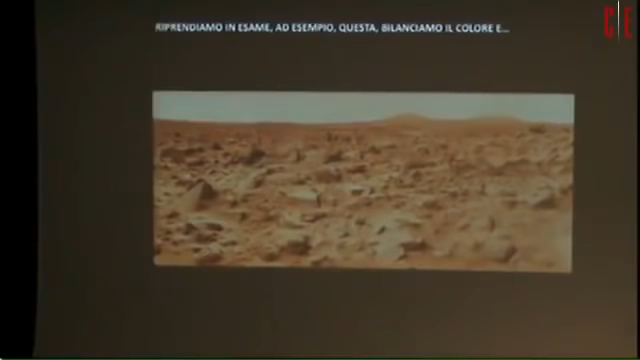 RIPRENDIAMO IN ESAME, AD ESEMPIO, QUESTA, BILANCIAMO IL COLORE E...
C E